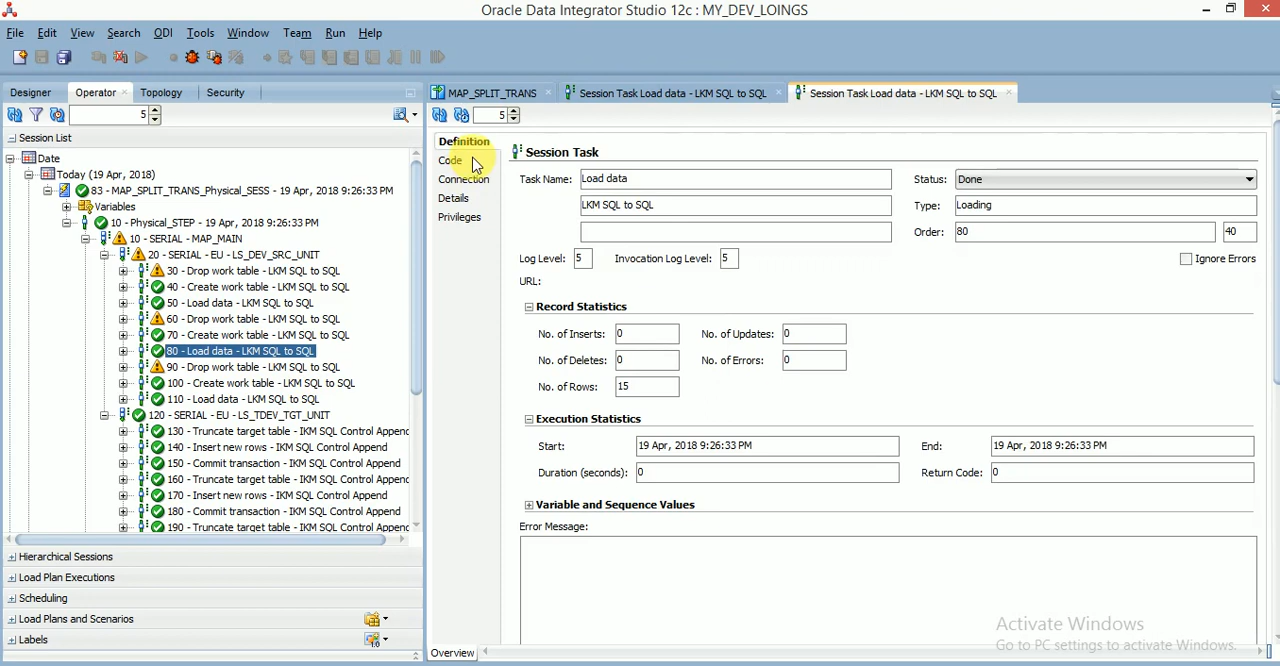 Oracle Data Integrator Studio 12c : MY_DEV_LOINGS
File Edit View Search ODI Tools Window Team Run Help
Designer Operator Topology Security
MAP_SPLIT_TRANS Session Task Load data - LKM SQL to SQL Session Task Load data - LKM SQL to SQL
5
5
Session List
Date
Today (19 Apr, 2018)
83 - MAP_SPLIT_TRANS_Physical_SESS - 19 Apr, 2018 9:26:33 PM
Variables
10 - Physical_STEP - 19 Apr, 2018 9:26:33 PM
10 - SERIAL - MAP_MAIN
20 - SERIAL - EU - LS_DEV_SRC_UNIT
30 - Drop work table - LKM SQL to SQL
40 - Create work table - LKM SQL to SQL
50 - Load data - LKM SQL to SQL
60 - Drop work table - LKM SQL to SQL
70 - Create work table - LKM SQL to SQL
80 - Load data - LKM SQL to SQL
90 - Drop work table - LKM SQL to SQL
100 - Create work table - LKM SQL to SQL
110 - Load data - LKM SQL to SQL
120 - SERIAL - EU - LS_TDEV_TGT_UNIT
130 - Truncate target table - IKM SQL Control Append
140 - Insert new rows - IKM SQL Control Append
150 - Commit transaction - IKM SQL Control Append
160 - Truncate target table - IKM SQL Control Append
170 - Insert new rows - IKM SQL Control Append
180 - Commit transaction - IKM SQL Control Append
190 - Truncate target table - IKM SQL Control Append
Hierarchical Sessions
Load Plan Executions
Scheduling
Load Plans and Scenarios
Labels
Definition
Code
Connection
Details
Privileges
Session Task
Task Name: Load data Status: Done
LKM SQL to SQL Type: Loading
Order: 80 40
Log Level: 5 Invocation Log Level: 5 Ignore Errors
URL:
Record Statistics
No. of Inserts: 0 No. of Updates: 0
No. of Deletes: 0 No. of Errors: 0
No. of Rows: 15
Execution Statistics
Start: 19 Apr, 2018 9:26:33 PM End: 19 Apr, 2018 9:26:33 PM
Duration (seconds): 0 Return Code: 0
Variable and Sequence Values
Error Message:
Activate Windows
Go to PC settings to activate Windows.
Overview